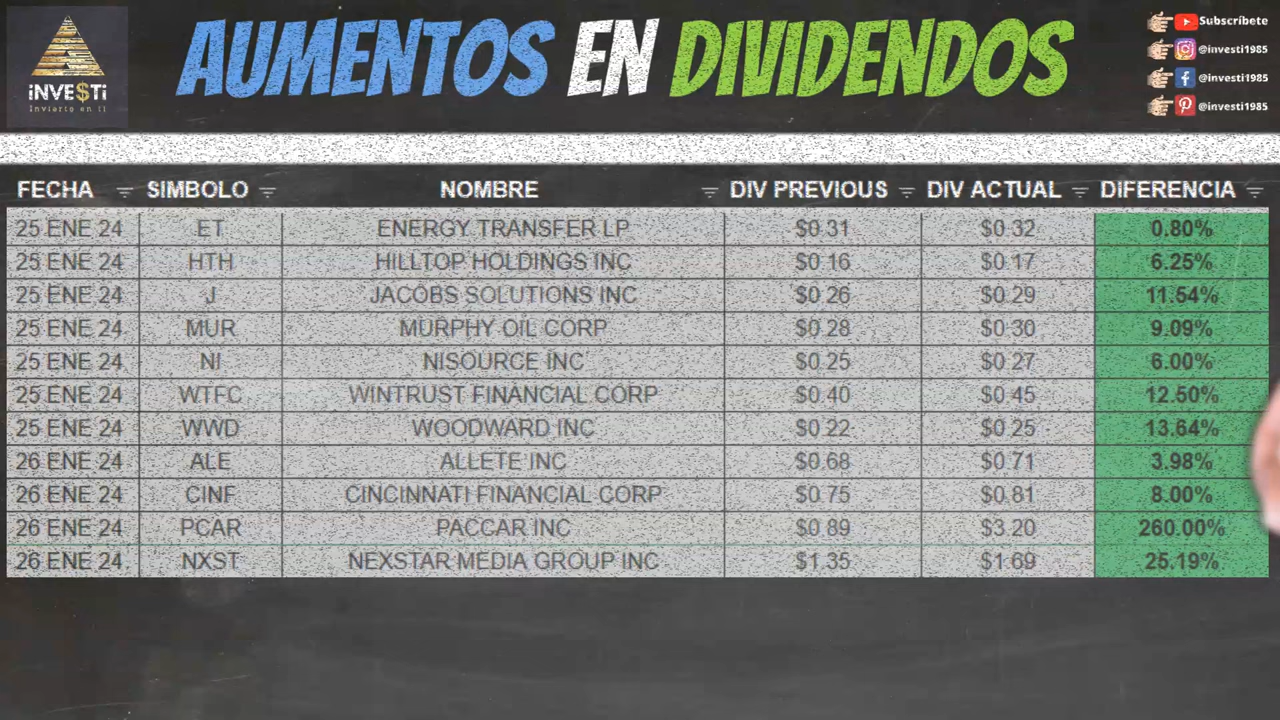 AUMENTOS EN DIVIDENDOS
iNVE$Ti
Invierte en ti
Subscríbete
@investi1985
@investi1985
@investi1985
FECHA SIMBOLO NOMBRE DIV PREVIOUS DIV ACTUAL DIFERENCIA
25 ENE 24 ET ENERGY TRANSFER LP $0.31 $0.32 0.80%
25 ENE 24 HTH HILLTOP HOLDINGS INC $0.16 $0.17 6.25%
25 ENE 24 J JACOBS SOLUTIONS INC $0.26 $0.29 11.54%
25 ENE 24 MUR MURPHY OIL CORP $0.28 $0.30 9.09%
25 ENE 24 NI NISOURCE INC $0.25 $0.27 6.00%
25 ENE 24 WTFC WINTRUST FINANCIAL CORP $0.40 $0.45 12.50%
25 ENE 24 WWD WOODWARD INC $0.22 $0.25 13.64%
26 ENE 24 ALE ALLETE INC $0.68 $0.71 3.98%
26 ENE 24 CINF CINCINNATI FINANCIAL CORP $0.75 $0.81 8.00%
26 ENE 24 PCAR PACCAR INC $0.89 $3.20 260.00%
26 ENE 24 NXST NEXSTAR MEDIA GROUP INC $1.35 $1.69 25.19%